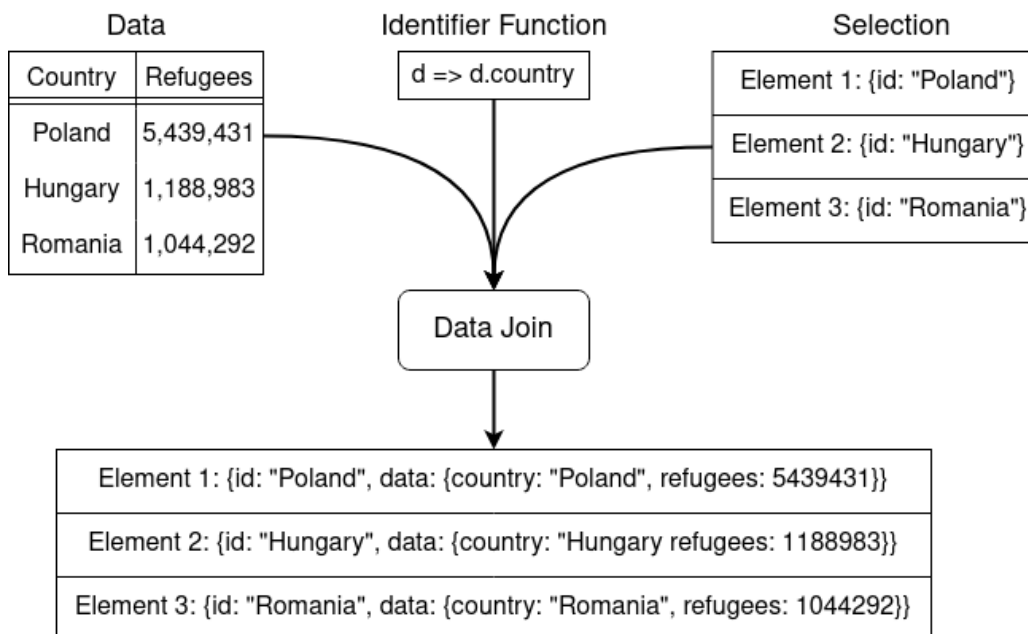 Data
Identifier Function
Selection
Country Refugees
d => d.country
Element 1: {id: "Poland"}
Poland 5,439,431
Element 2: {id: "Hungary"}
Hungary 1,188,983
Element 3: {id: "Romania"}
Romania 1,044,292
Data Join
Element 1: {id: "Poland", data: {country: "Poland", refugees: 5439431}}
Element 2: {id: "Hungary", data: {country: "Hungary refugees: 1188983}}
Element 3: {id: "Romania", data: {country: "Romania", refugees: 1044292}}